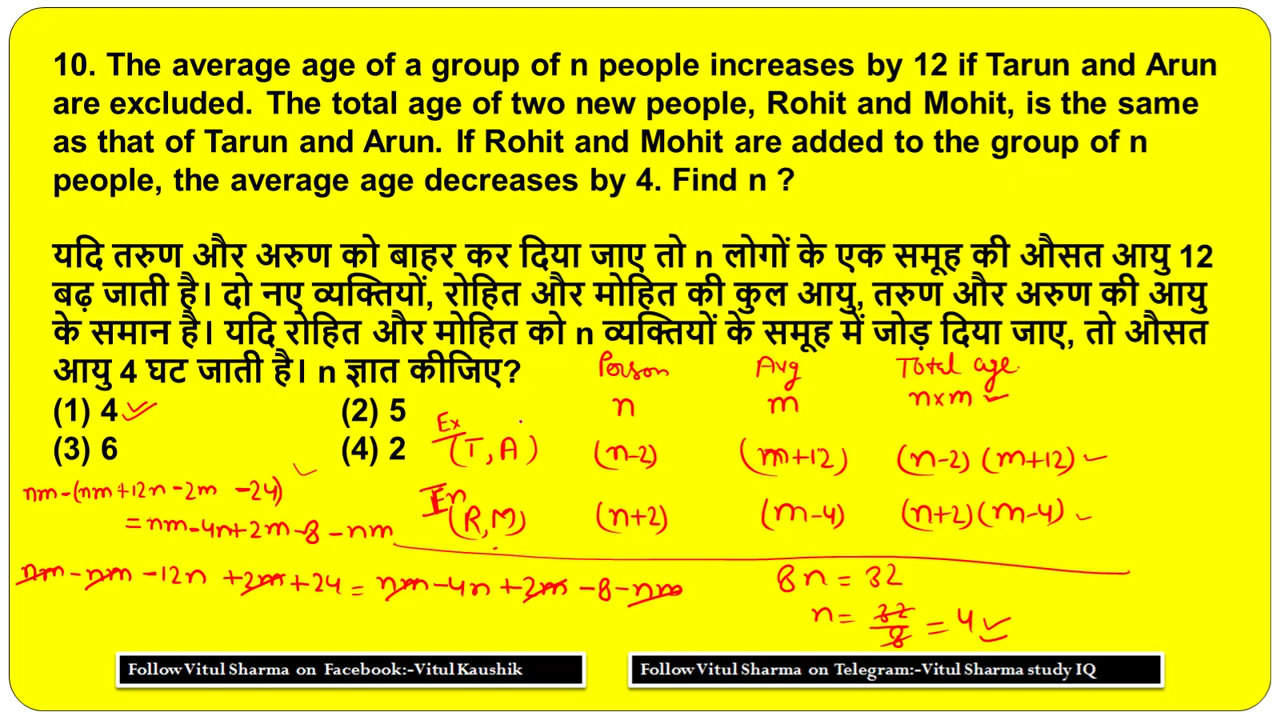 10. The average age of a group of n people increases by 12 if Tarun and Arun
are excluded. The total age of two new people, Rohit and Mohit, is the same
as that of Tarun and Arun. If Rohit and Mohit are added to the group of n
people, the average age decreases by 4. Find n ?
यदि तरुण और अरुण को बाहर कर दिया जाए तो n लोगों के एक समूह की औसत आयु 12
बढ़ जाती है। दो नए व्यक्तियों, रोहित और मोहित की कुल आयु, तरुण और अरुण की आयु
के समान है। यदि रोहित और मोहित को n व्यक्तियों के समूह में जोड़ दिया जाए, तो औसत
आयु 4 घट जाती है। n ज्ञात कीजिए?
Person Avg Total age.
(1) 4 (2) 5
n m n×m
(3) 6 (4) 2
Ex (T, A) (n-2) (m+12) (n-2) (m+12)
nm-(nm+12n-2m -24)
In (R, M) (n+2) (m-4) (n+2)(m-4)
= nm-4n+2m-8-nm
nm-nm-12n +2m+24 = nm-4n+2m-8-nm
8n = 32
n = 32/8 = 4
Follow Vitul Sharma on Facebook:-Vitul Kaushik
Follow Vitul Sharma on Telegram:-Vitul Sharma study IQ